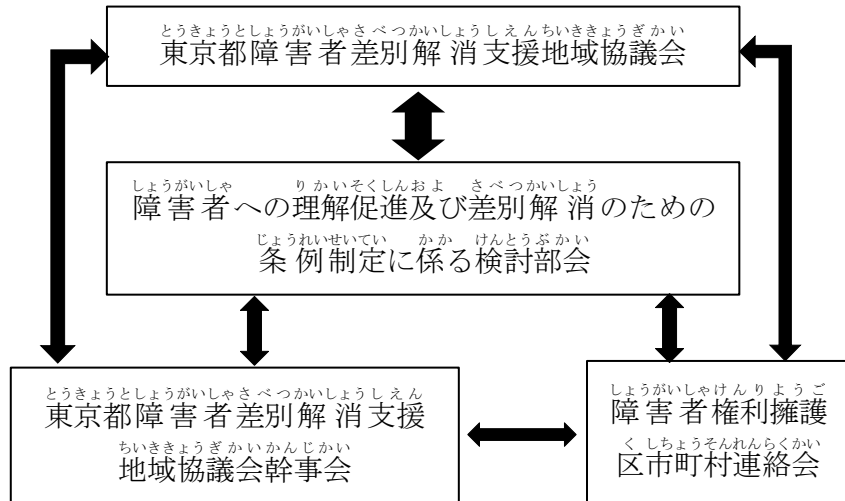 とうきょうとしょうがいしゃさべつかいしょうしえんちいききょうぎかい
東京都障害者差別解消支援地域協議会
しょうがいしゃ りかいそくしんおよ さべつかいしょう
障害者への理解促進及び差別解消のための
じょうれいせいてい かか けんとうぶかい
条例制定に係る検討部会
とうきょうとしょうがいしゃさべつかいしょうしえん
東京都障害者差別解消支援
ちいききょうぎかいかんじかい
地域協議会幹事会
しょうがいしゃけんりようご
障害者権利擁護
くしちょうそんれんらくかい
区市町村連絡会